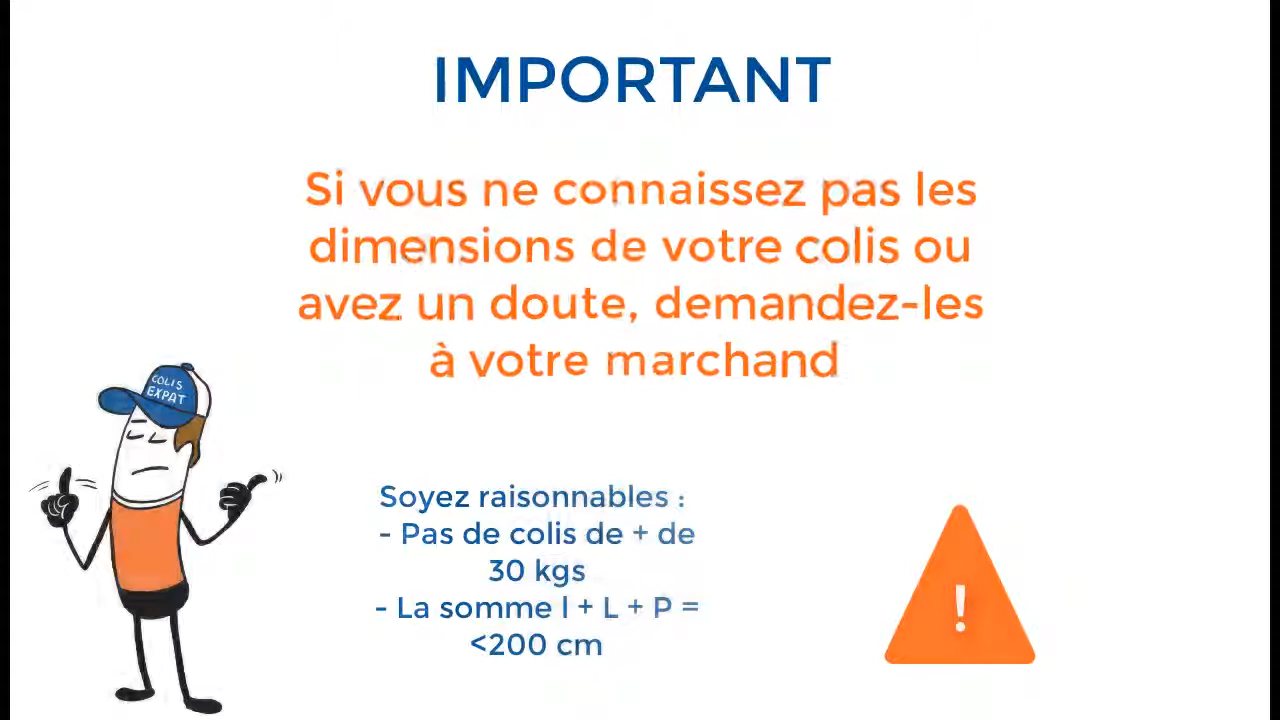 IMPORTANT
Si vous ne connaissez pas les
dimensions de votre colis ou
avez un doute, demandez-les
à votre marchand
COLIS
EXPAT
Soyez raisonnables :
- Pas de colis de + de
30 kgs
- La somme l + L + P =
<200 cm
!